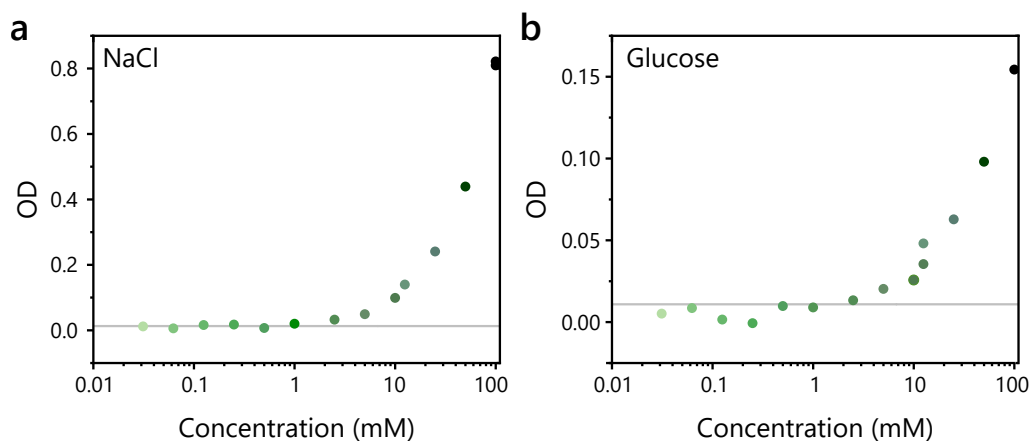 a
NaCl
OD
0.8
0.6
0.4
0.2
0.0
0.01 0.1 1 10 100
Concentration (mM)
b
Glucose
OD
0.15
0.10
0.05
0.00
0.01 0.1 1 10 100
Concentration (mM)